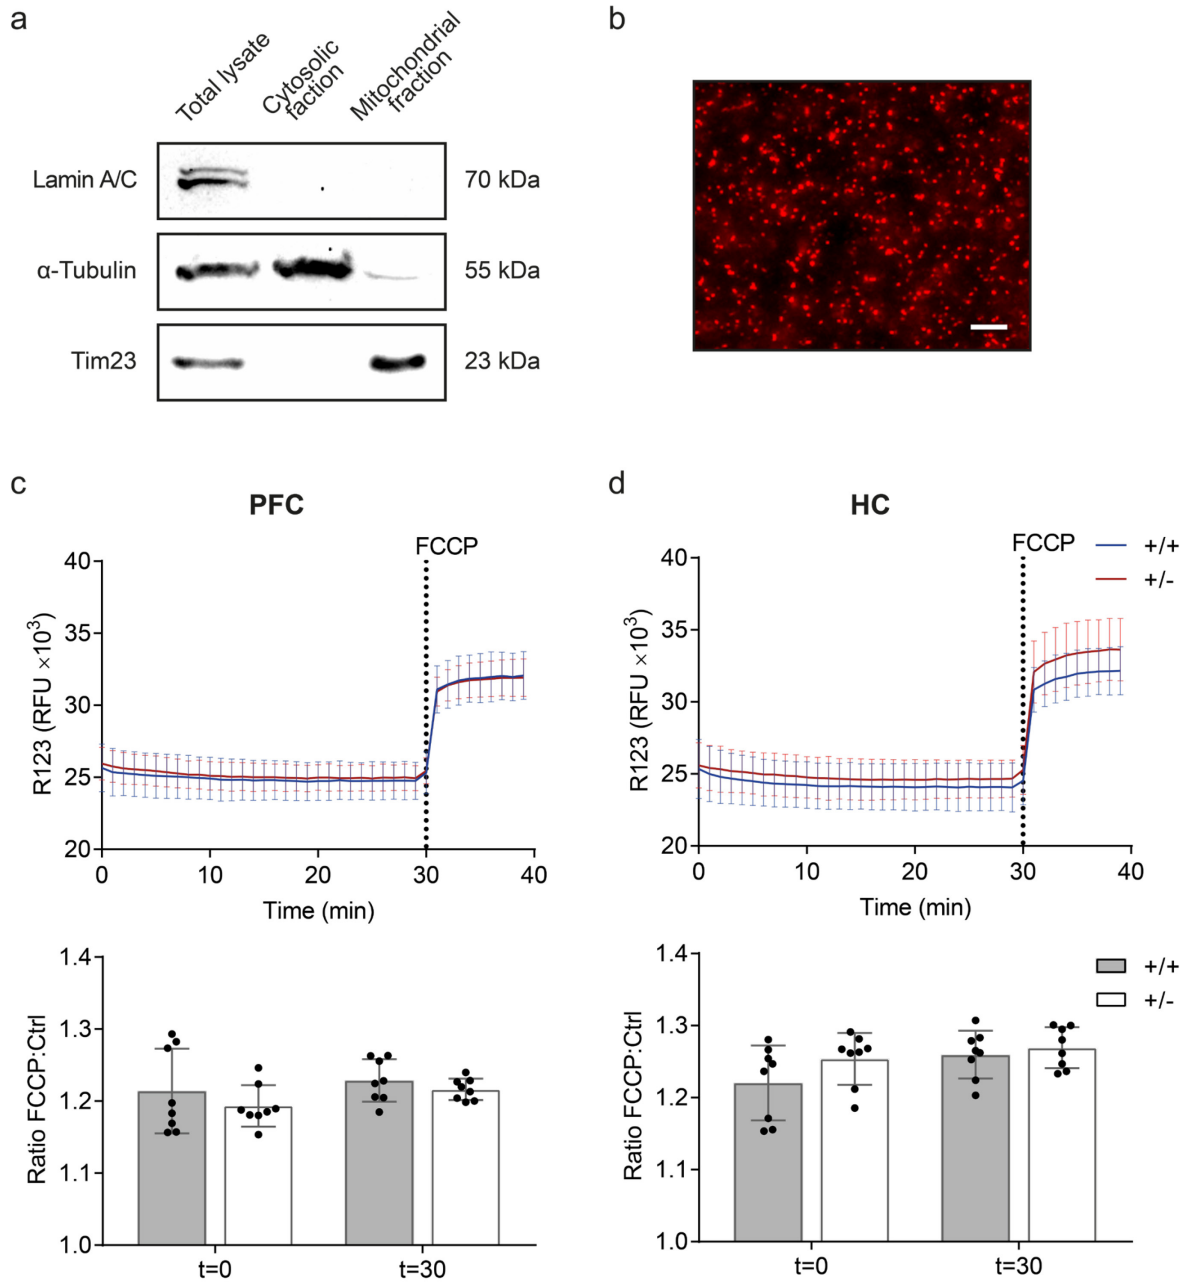 a
Total lysate
Cytosolic
faction
Mitochondrial
fraction
Lamin A/C
70 kDa
α-Tubulin
55 kDa
Tim23
23 kDa
b
c
PFC
FCCP
R123 (RFU ×10³)
40
35
30
25
20
0
10
20
30
40
Time (min)
Ratio FCCP:Ctrl
1.4
1.3
1.2
1.1
1.0
t=0
t=30
d
HC
FCCP
+/+
+/-
R123 (RFU ×10³)
40
35
30
25
20
0
10
20
30
40
Time (min)
Ratio FCCP:Ctrl
1.4
1.3
1.2
1.1
1.0
+/+
+/-
t=0
t=30